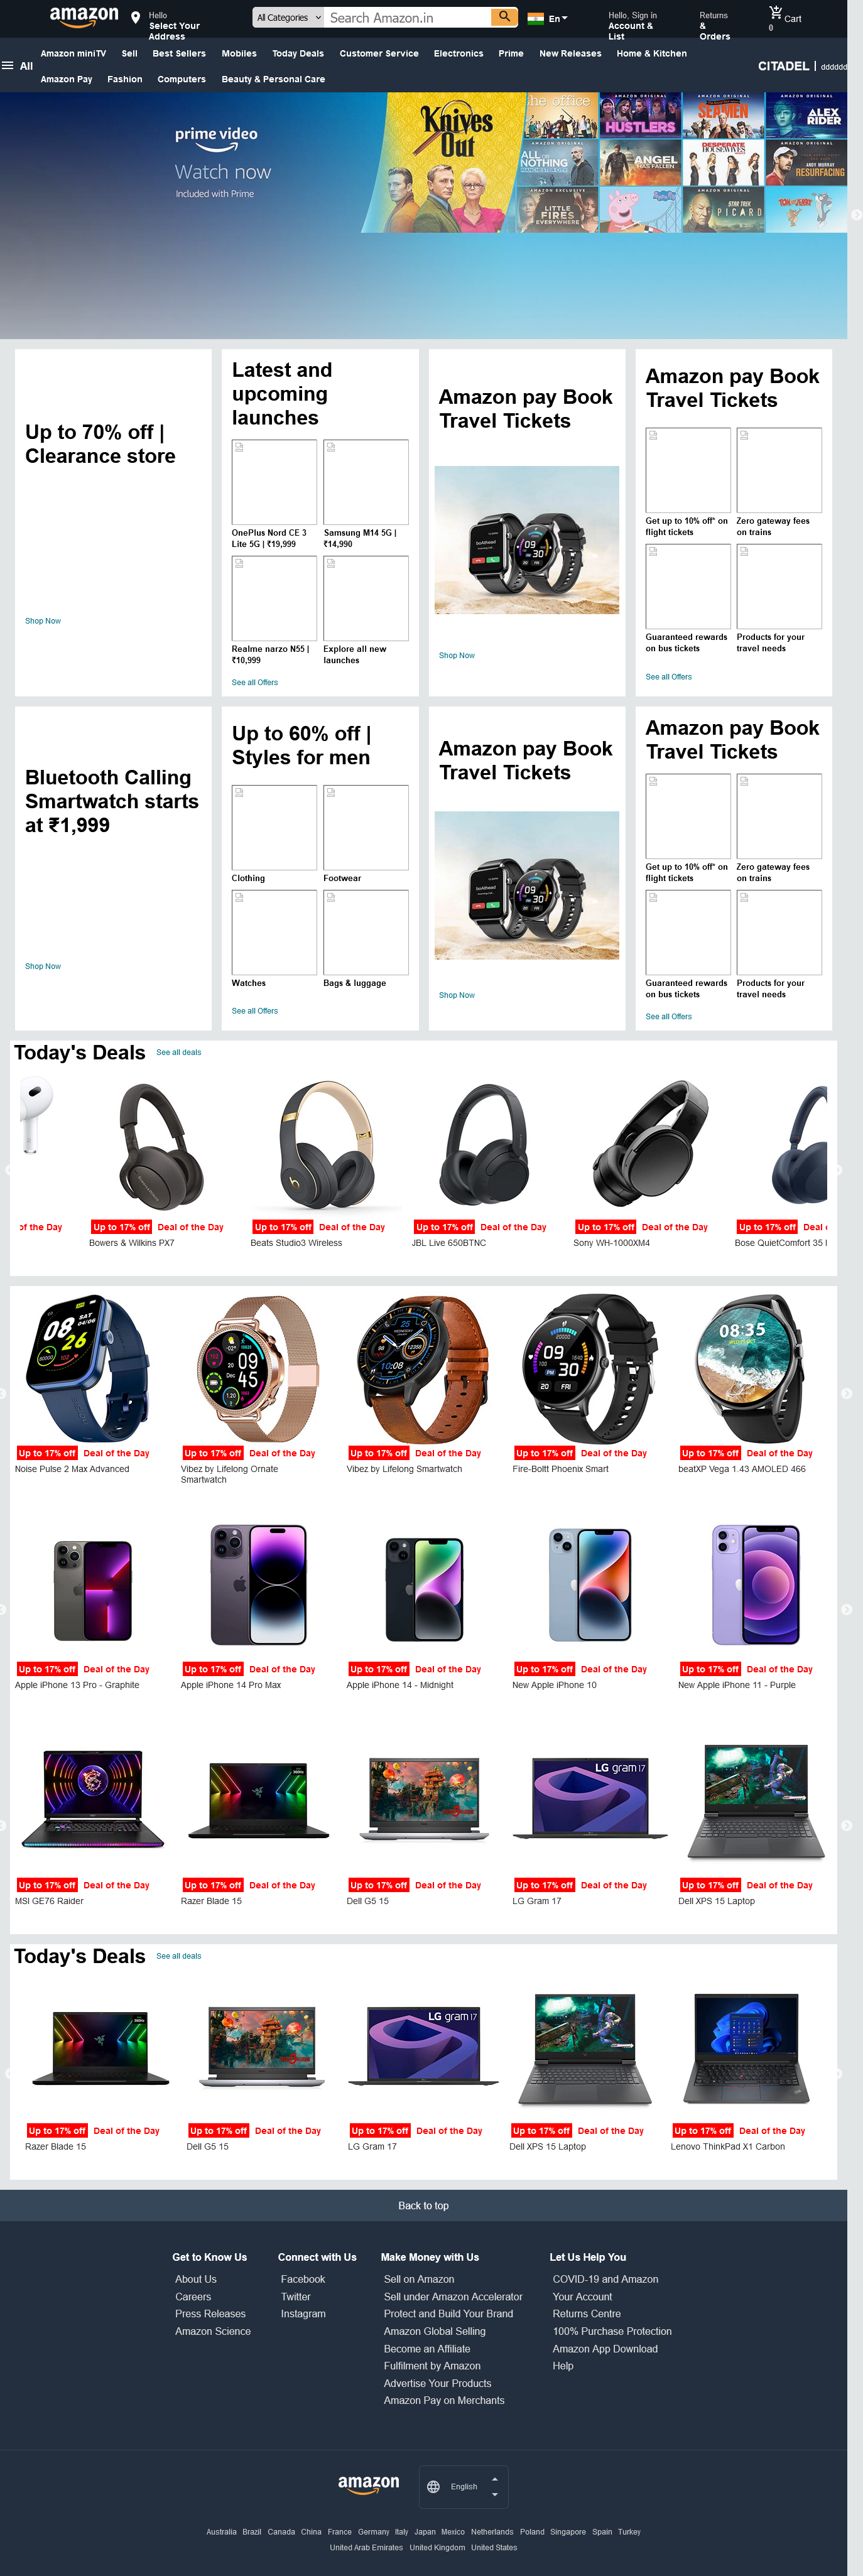 amazon
Hello
Select Your
Address
All Categories
Search Amazon.in
En
Hello, Sign in
Account &
List
Returns
&
Orders
0
Cart
All
Amazon miniTV Sell Best Sellers Mobiles Today Deals Customer Service Electronics Prime New Releases Home & Kitchen
Amazon Pay Fashion Computers Beauty & Personal Care
CITADEL | dddddd
prime video
Watch now
Included with Prime
Knives
Out
the office
HUSTLERS
SEAMEN
ALEX
RIDER
ALL OR
NOTHING
ANGEL
HAS FALLEN
DESPERATE
HOUSEWIVES
ANDY MURRAY
RESURFACING
LITTLE
FIRES
EVERYWHERE
STAR TREK
PICARD
TOM AND JERRY
Up to 70% off |
Clearance store
Shop Now
Latest and
upcoming
launches
OnePlus Nord CE 3
Lite 5G | ₹19,999
Samsung M14 5G |
₹14,990
Realme narzo N55 |
₹10,999
Explore all new
launches
See all Offers
Amazon pay Book
Travel Tickets
Shop Now
Amazon pay Book
Travel Tickets
Get up to 10% off* on
flight tickets
Zero gateway fees
on trains
Guaranteed rewards
on bus tickets
Products for your
travel needs
See all Offers
Bluetooth Calling
Smartwatch starts
at ₹1,999
Shop Now
Up to 60% off |
Styles for men
Clothing
Footwear
Watches
Bags & luggage
See all Offers
Amazon pay Book
Travel Tickets
Shop Now
Amazon pay Book
Travel Tickets
Get up to 10% off* on
flight tickets
Zero gateway fees
on trains
Guaranteed rewards
on bus tickets
Products for your
travel needs
See all Offers
Today's Deals See all deals
of the Day
Up to 17% off Deal of the Day
Bowers & Wilkins PX7
Up to 17% off Deal of the Day
Beats Studio3 Wireless
Up to 17% off Deal of the Day
JBL Live 650BTNC
Up to 17% off Deal of the Day
Sony WH-1000XM4
Up to 17% off Deal
Bose QuietComfort 35
Up to 17% off Deal of the Day
Noise Pulse 2 Max Advanced
Up to 17% off Deal of the Day
Vibez by Lifelong Ornate
Smartwatch
Up to 17% off Deal of the Day
Vibez by Lifelong Smartwatch
Up to 17% off Deal of the Day
Fire-Boltt Phoenix Smart
Up to 17% off Deal of the Day
beatXP Vega 1.43 AMOLED 466
Up to 17% off Deal of the Day
Apple iPhone 13 Pro - Graphite
Up to 17% off Deal of the Day
Apple iPhone 14 Pro Max
Up to 17% off Deal of the Day
Apple iPhone 14 - Midnight
Up to 17% off Deal of the Day
New Apple iPhone 10
Up to 17% off Deal of the Day
New Apple iPhone 11 - Purple
LG gram 17
Up to 17% off Deal of the Day
MSI GE76 Raider
Up to 17% off Deal of the Day
Razer Blade 15
Up to 17% off Deal of the Day
Dell G5 15
Up to 17% off Deal of the Day
LG Gram 17
Up to 17% off Deal of the Day
Dell XPS 15 Laptop
Today's Deals See all deals
LG gram 17
Up to 17% off Deal of the Day
Razer Blade 15
Up to 17% off Deal of the Day
Dell G5 15
Up to 17% off Deal of the Day
LG Gram 17
Up to 17% off Deal of the Day
Dell XPS 15 Laptop
Up to 17% off Deal of the Day
Lenovo ThinkPad X1 Carbon
Back to top
Get to Know Us
About Us
Careers
Press Releases
Amazon Science
Connect with Us
Facebook
Twitter
Instagram
Make Money with Us
Sell on Amazon
Sell under Amazon Accelerator
Protect and Build Your Brand
Amazon Global Selling
Become an Affiliate
Fulfilment by Amazon
Advertise Your Products
Amazon Pay on Merchants
Let Us Help You
COVID-19 and Amazon
Your Account
Returns Centre
100% Purchase Protection
Amazon App Download
Help
amazon
English
Australia Brazil Canada China France Germany Italy Japan Mexico Netherlands Poland Singapore Spain Turkey
United Arab Emirates United Kingdom United States